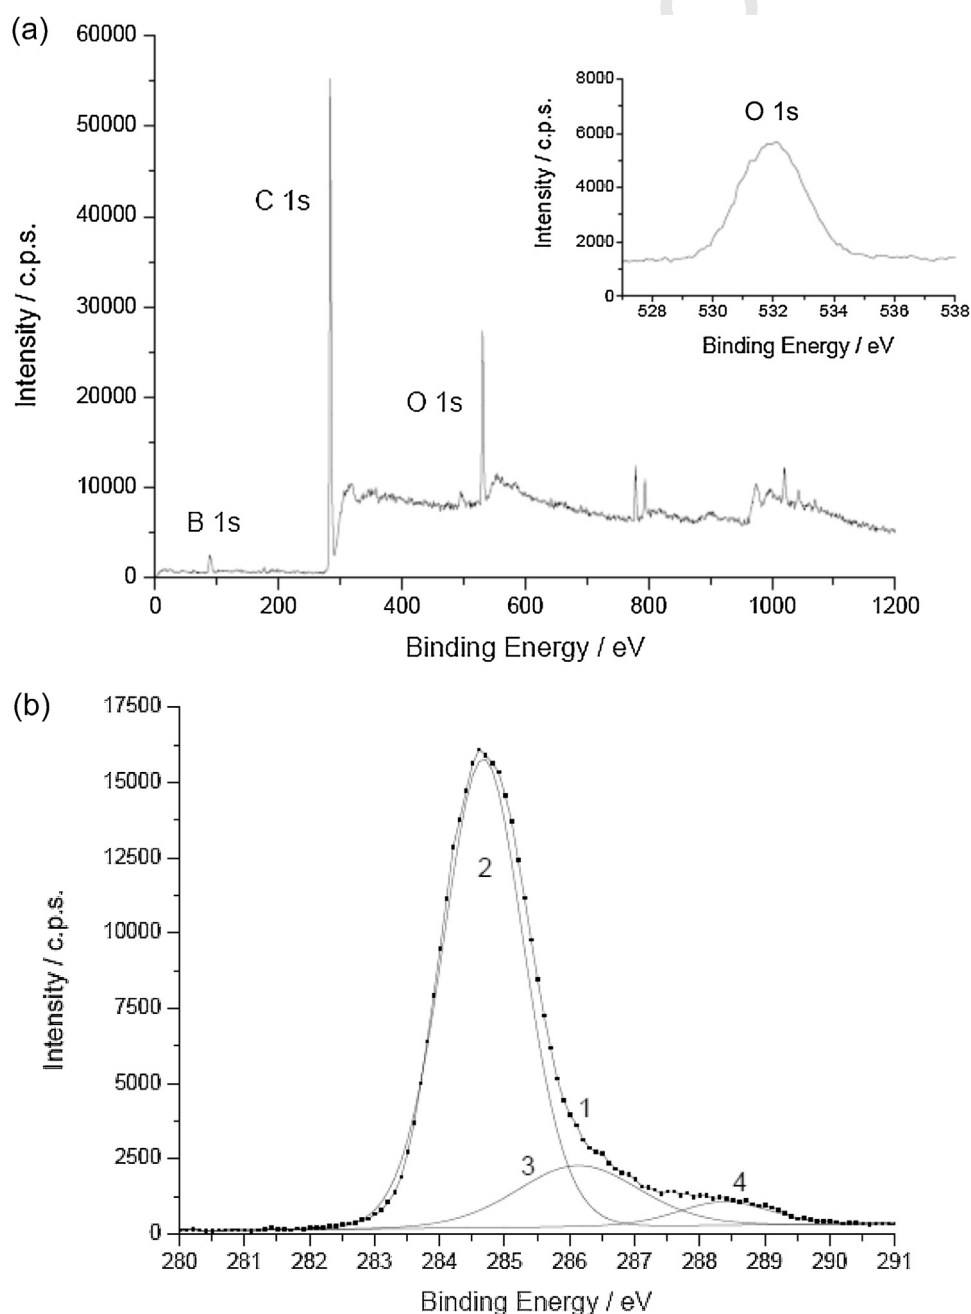 (a)
60000
50000
40000
30000
20000
10000
0
Intensity / c.p.s.
C 1s
O 1s
B 1s
0 200 400 600 800 1000 1200
Binding Energy / eV
8000
6000
4000
2000
0
Intensity / c.p.s.
O 1s
528 530 532 534 536 538
Binding Energy / eV
(b)
17500
15000
12500
10000
7500
5000
2500
0
Intensity / c.p.s.
2
1
3
4
280 281 282 283 284 285 286 287 288 289 290 291
Binding Energy / eV